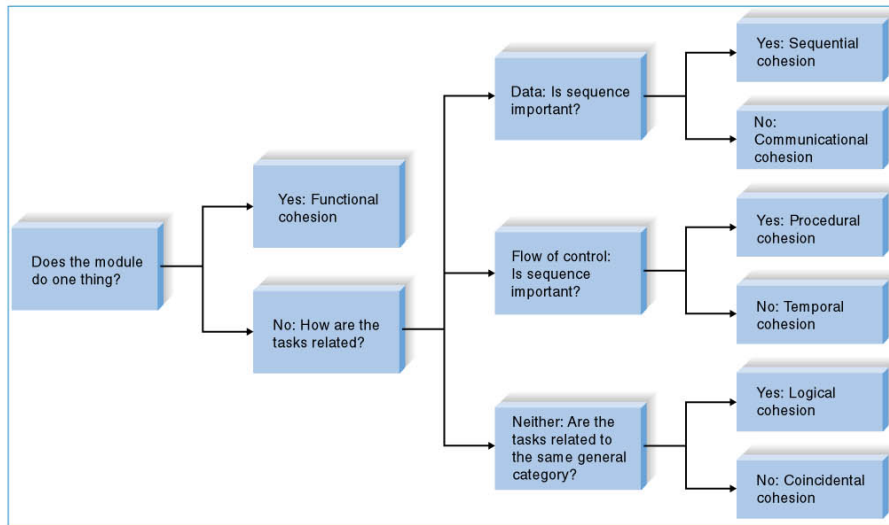 Does the module
do one thing?
Yes: Functional
cohesion
No: How are the
tasks related?
Data: Is sequence
important?
Flow of control:
Is sequence
important?
Neither: Are the
tasks related to
the same general
category?
Yes: Sequential
cohesion
No:
Communicational
cohesion
Yes: Procedural
cohesion
No: Temporal
cohesion
Yes: Logical
cohesion
No: Coincidental
cohesion